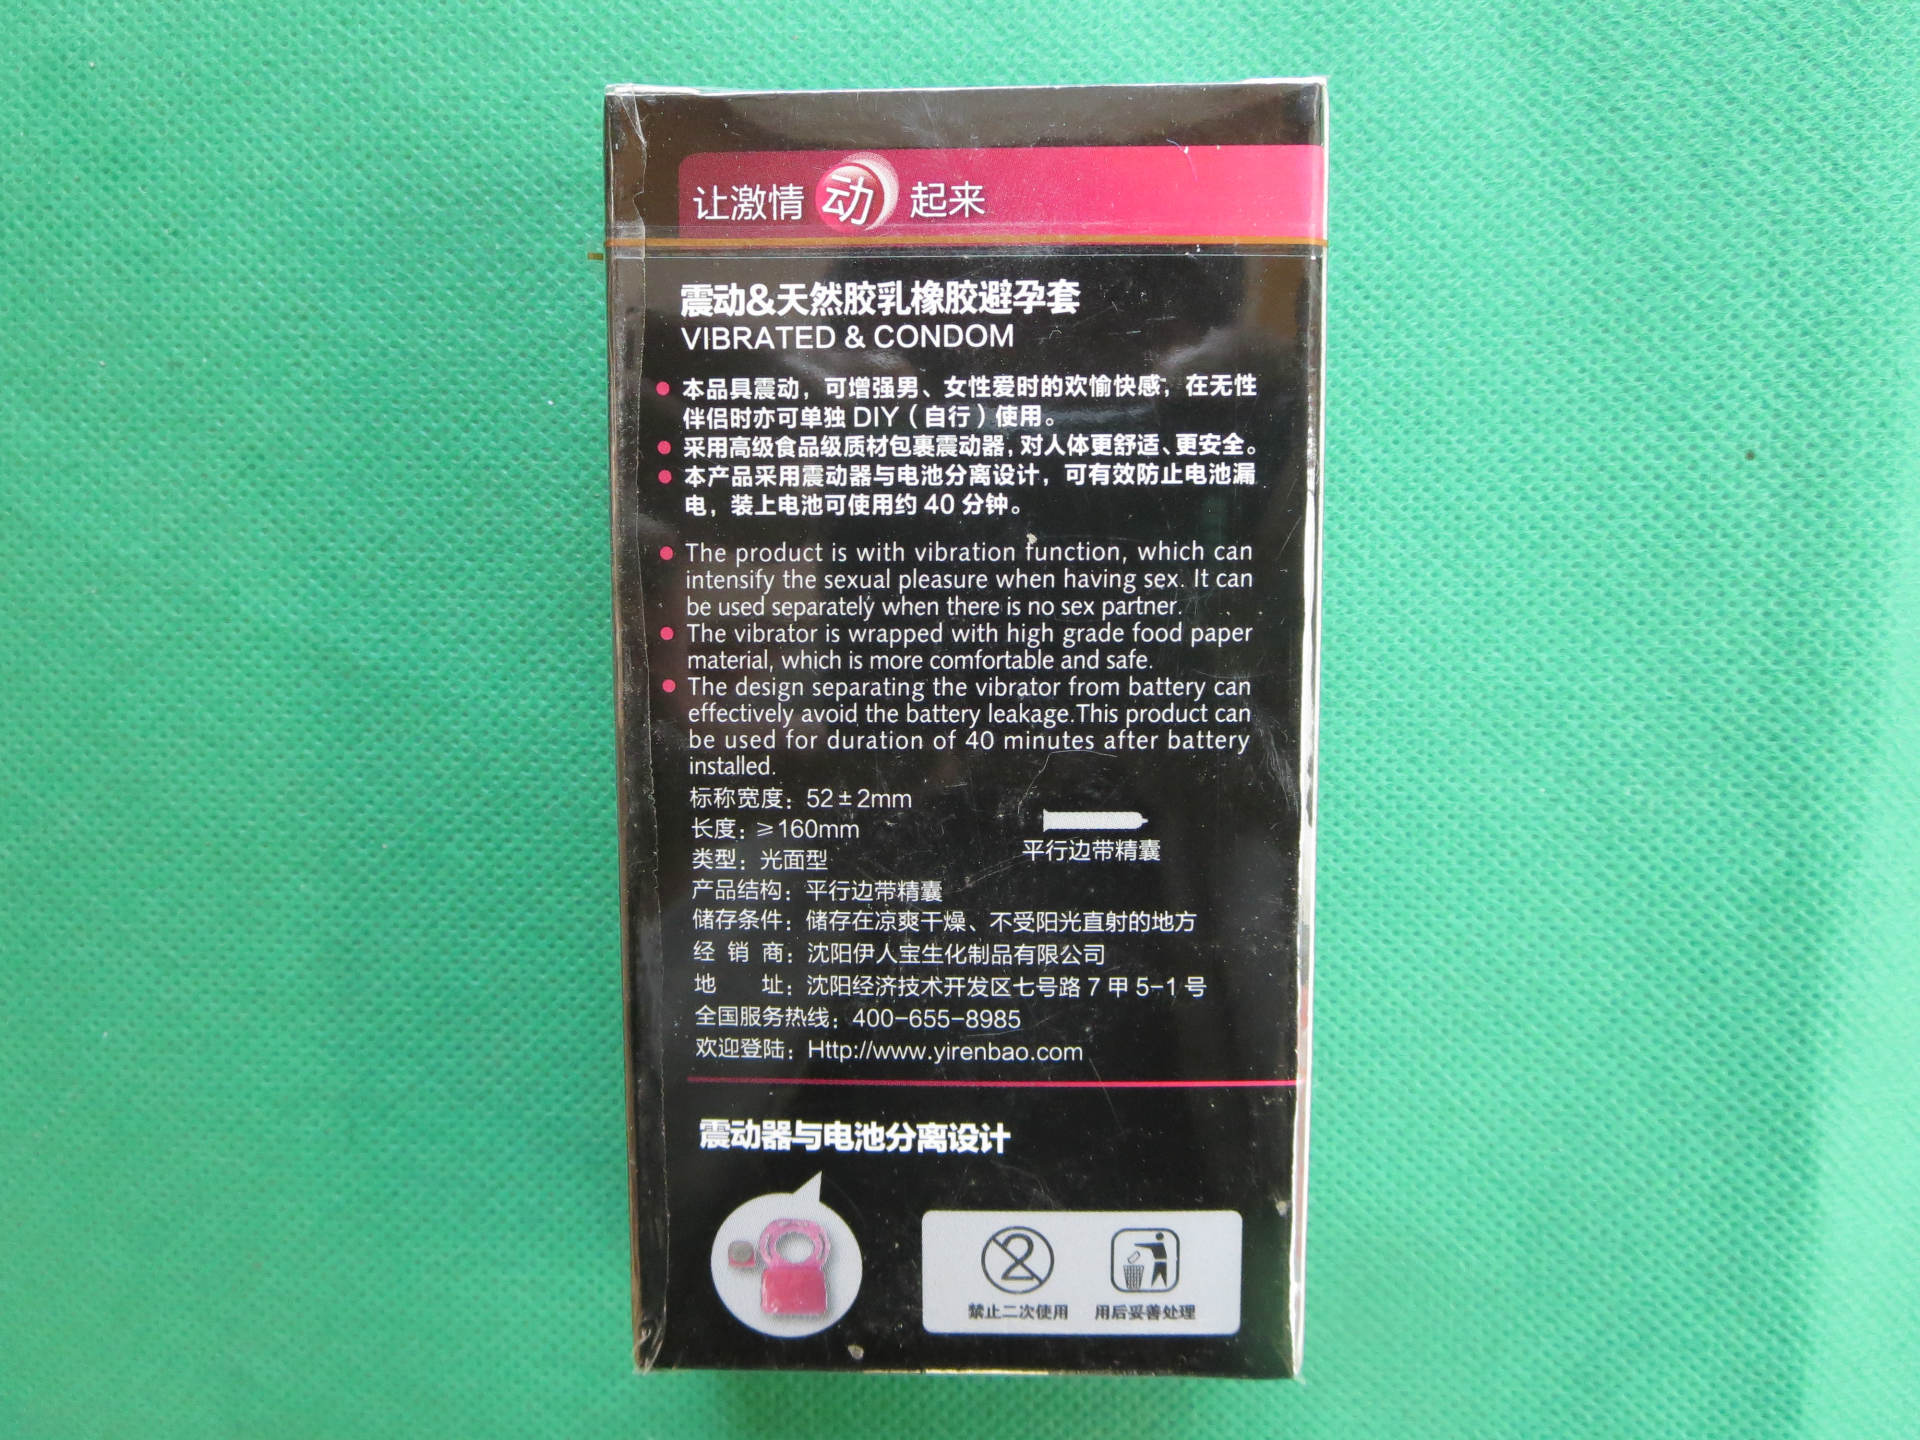 让激情动起来
震动&天然胶乳橡胶避孕套
VIBRATED & CONDOM
本品具震动，可增强男、女性爱时的欢愉快感，在无性
伴侣时亦可单独 DIY（自行）使用。
采用高级食品级质材包裹震动器，对人体更舒适、更安全。
本产品采用震动器与电池分离设计，可有效防止电池漏
电，装上电池可使用约 40 分钟。
The product is with vibration function, which can
intensify the sexual pleasure when having sex. It can
be used separately when there is no sex partner.
The vibrator is wrapped with high grade food paper
material, which is more comfortable and safe.
The design separating the vibrator from battery can
effectively avoid the battery leakage.This product can
be used for duration of 40 minutes after battery
installed.
标称宽度：52±2mm
长度：≥160mm
类型：光面型
平行边带精囊
产品结构：平行边带精囊
储存条件：储存在凉爽干燥、不受阳光直射的地方
经 销 商：沈阳伊人宝生化制品有限公司
地 址：沈阳经济技术开发区七号路 7 甲 5-1 号
全国服务热线：400-655-8985
欢迎登陆：Http://www.yirenbao.com
震动器与电池分离设计
2
禁止二次使用 用后妥善处理